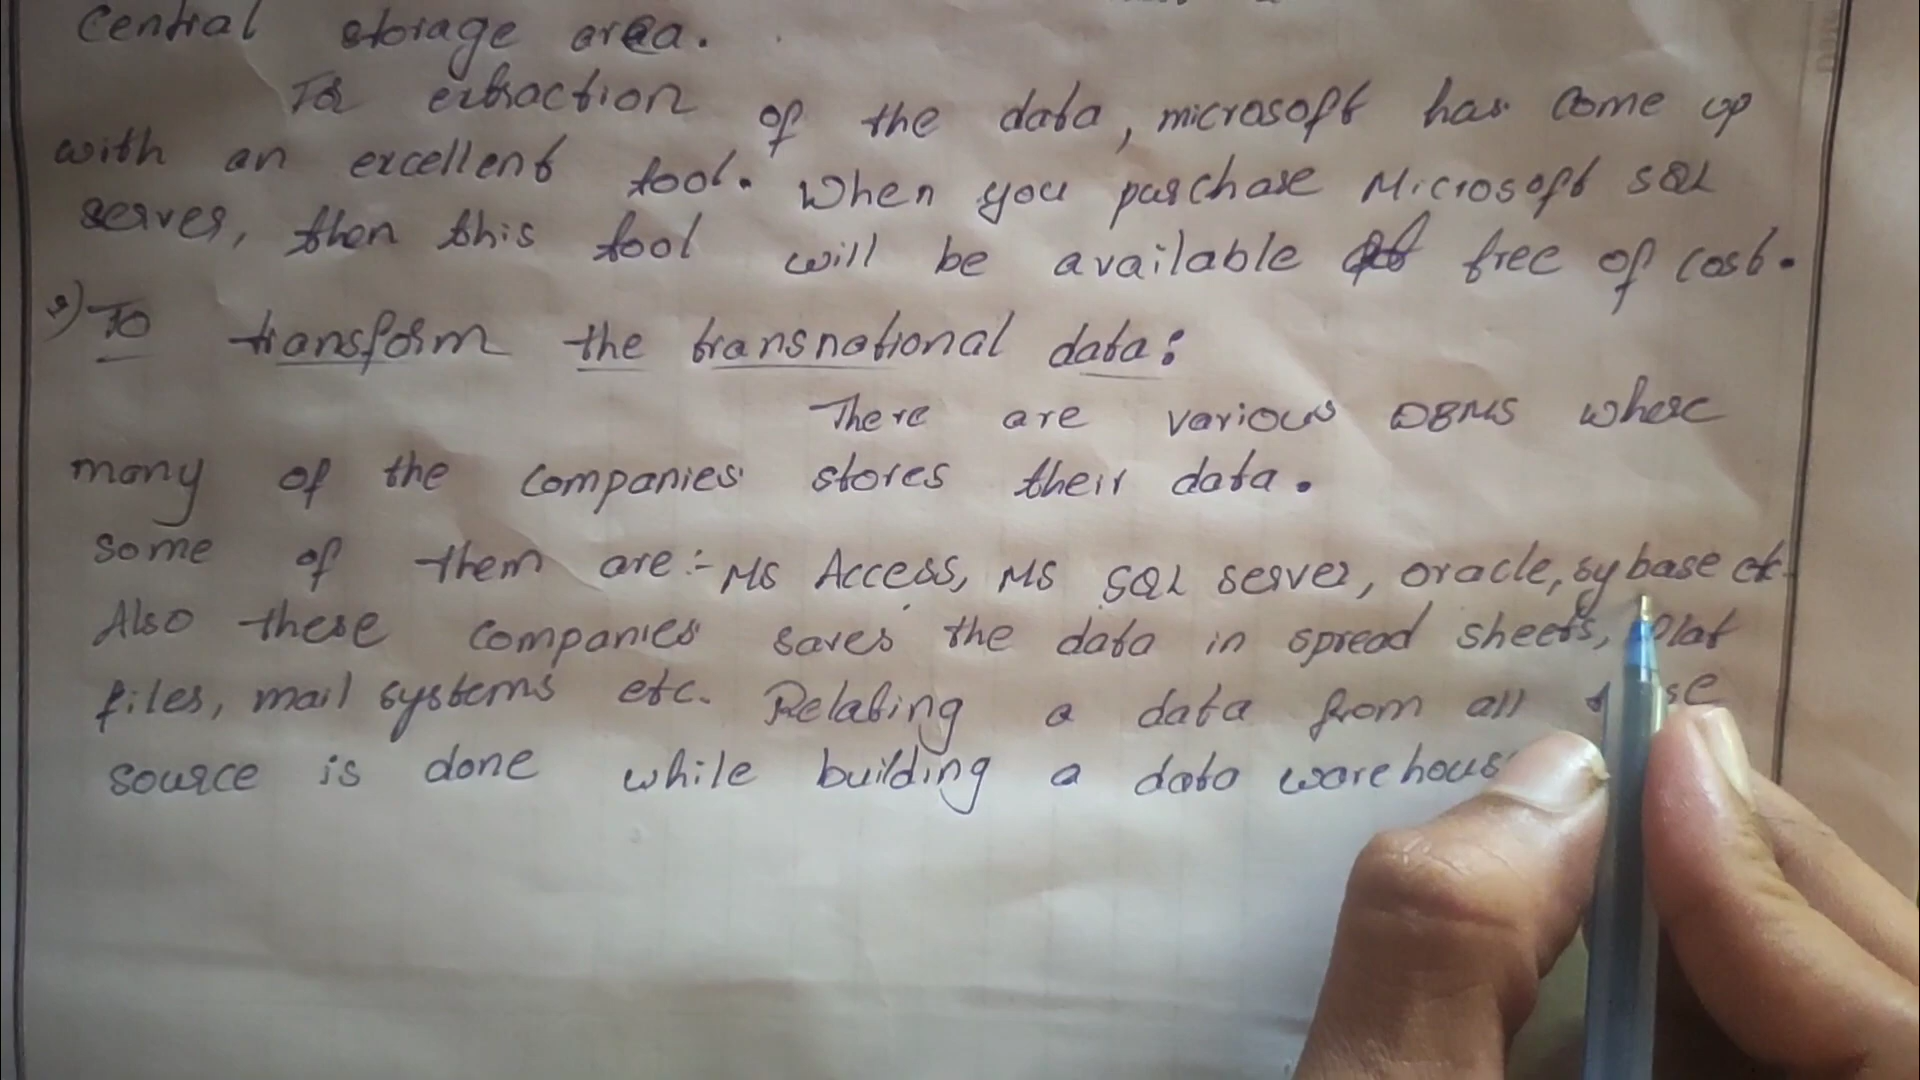 Central storage area.
For extraction of the data, microsoft has come up
with an excellent tool. When you purchase Microsoft SQL
server, then this tool will be available free of cost.
2) To transform the transnational data:
There are various DBMS where
many of the companies stores their data.
some of them are :- MS Access, MS SQL server, oracle, sybase etc.
Also these companies saves the data in spread sheets, flat
files, mail systems etc. Relating a data from all
source is done while building a data warehous